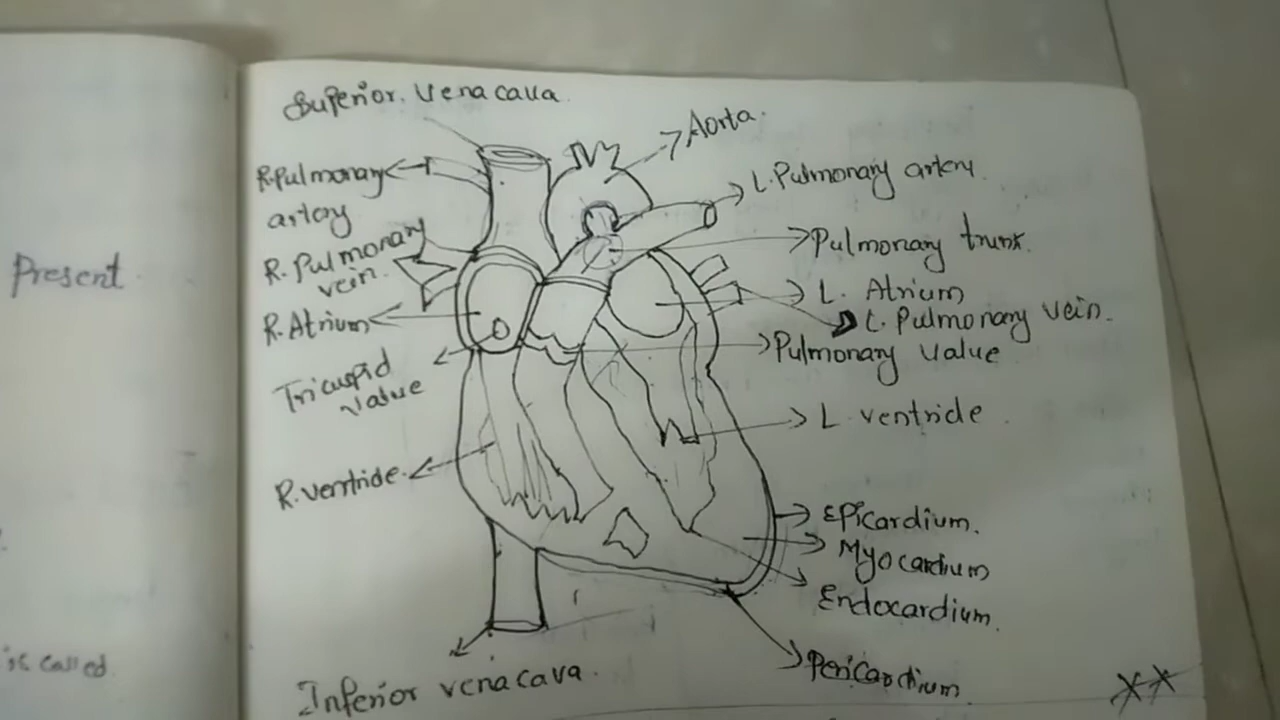 Present
is called
Superior. Vena cava
Aorta.
R.Pulmonary
artery
L. Pulmonary artery
R. Pulmonary
vein.
Pulmonary trunk.
L. Atrium
R. Atrium
L. Pulmonary vein.
Pulmonary value
Tricuspid
value
L ventricle
R. ventricle
Epicardium.
Myocardium
Endocardium.
Pericardium
Inferior vena cava.